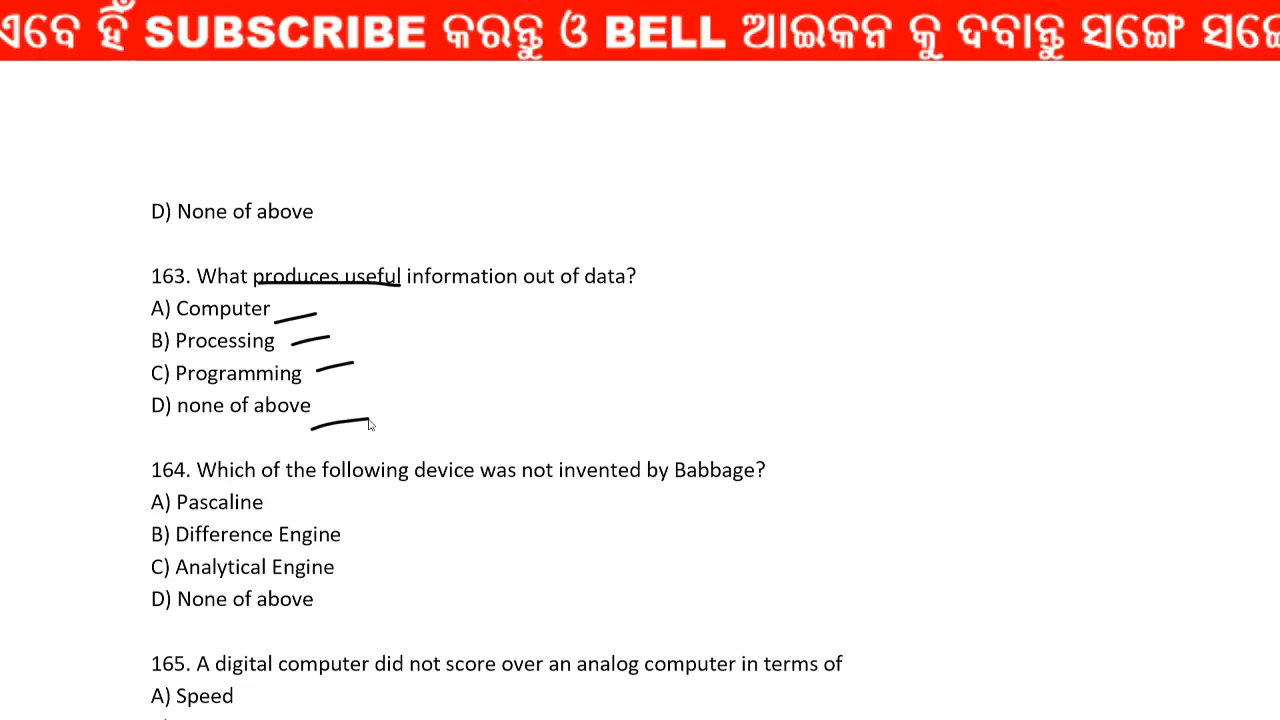 ଏବେ ହିଁ SUBSCRIBE କରନ୍ତୁ ଓ BELL ଆଇକନ କୁ ଦବାନ୍ତୁ ସଙ୍ଗେ
D) None of above
163. What produces useful information out of data?
A) Computer
B) Processing
C) Programming
D) none of above
164. Which of the following device was not invented by Babbage?
A) Pascaline
B) Difference Engine
C) Analytical Engine
D) None of above
165. A digital computer did not score over an analog computer in terms of
A) Speed